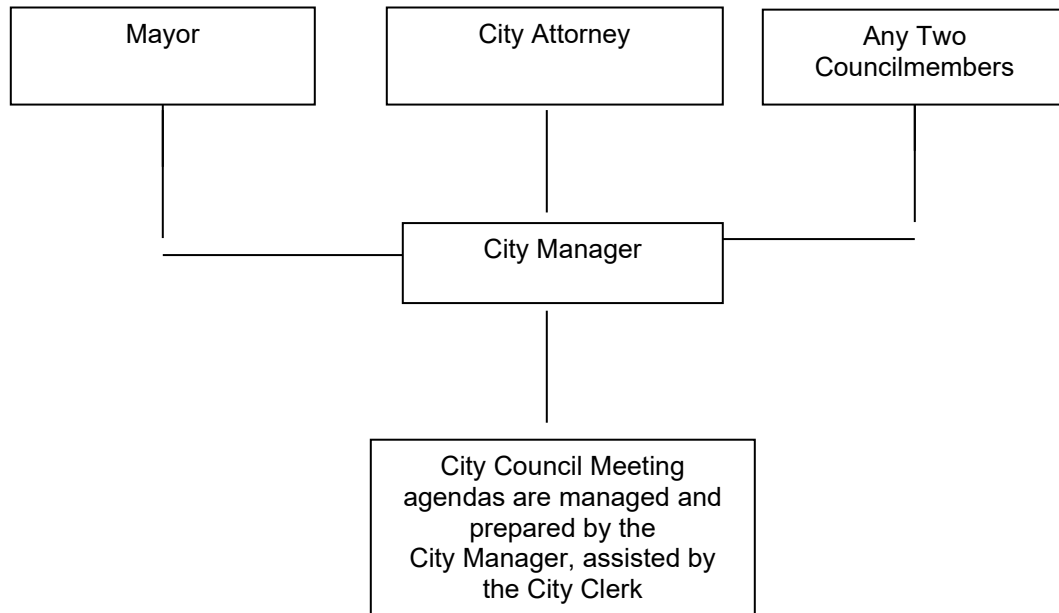 Mayor
City Attorney
Any Two
Councilmembers
City Manager
City Council Meeting
agendas are managed and
prepared by the
City Manager, assisted by
the City Clerk